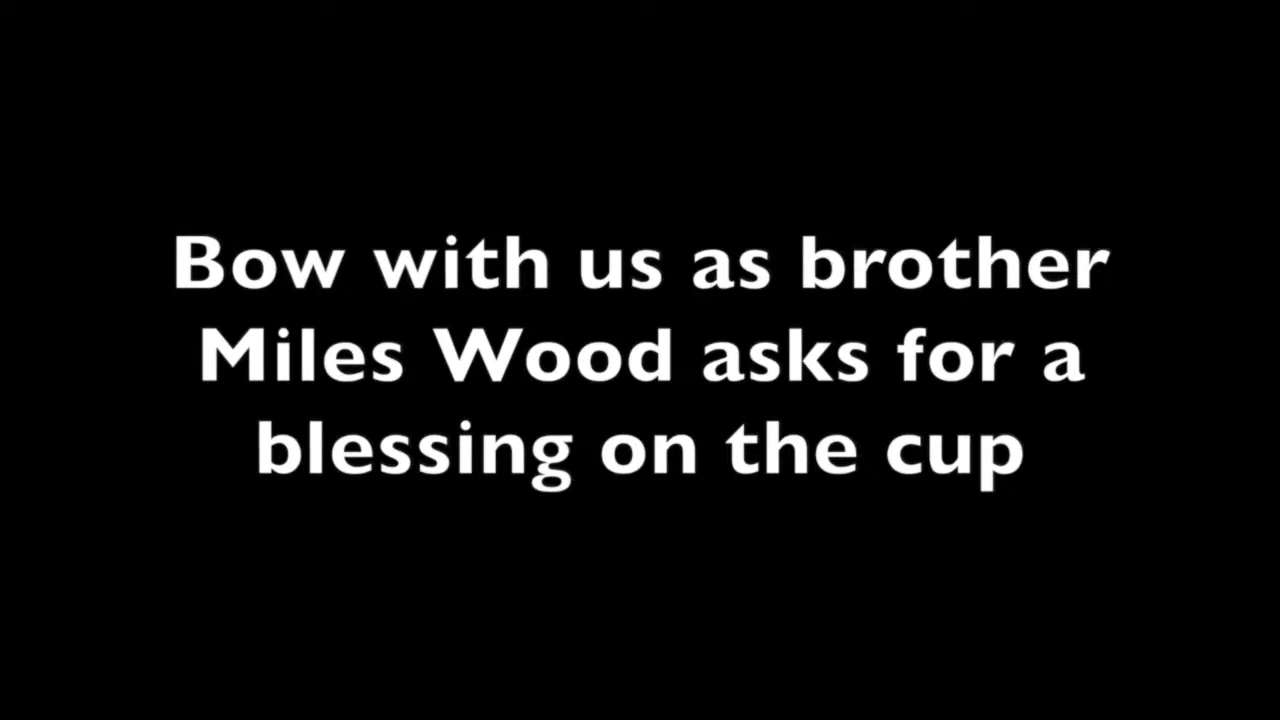 Bow with us as brother
Miles Wood asks for a
blessing on the cup